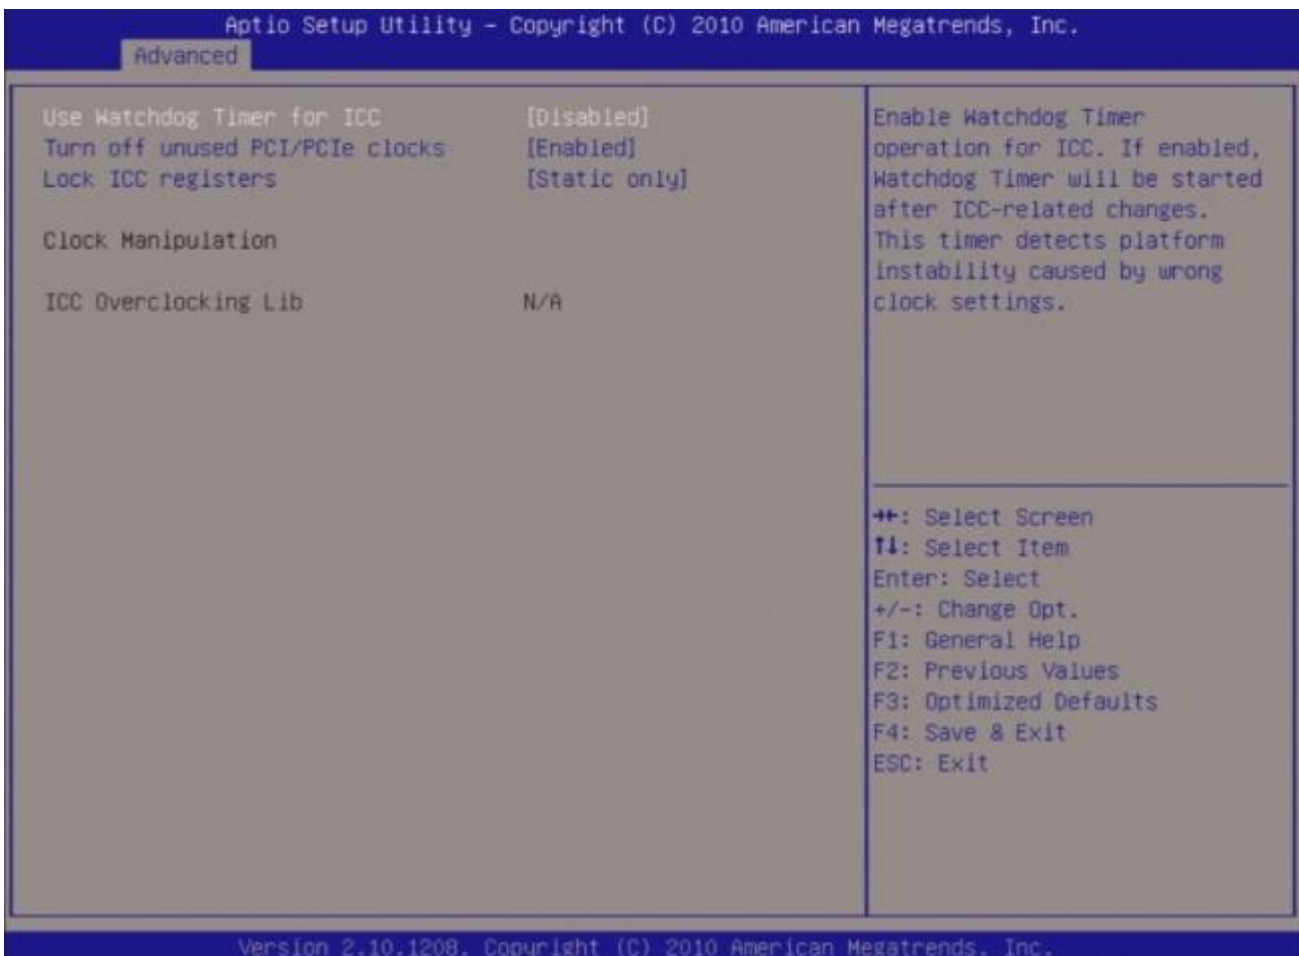 Aptio Setup Utility – Copyright (C) 2010 American Megatrends, Inc.
Advanced
Use Watchdog Timer for ICC [Disabled]
Turn off unused PCI/PCIe clocks [Enabled]
Lock ICC registers [Static only]
Clock Manipulation
ICC Overclocking Lib N/A
Enable Watchdog Timer
operation for ICC. If enabled,
Watchdog Timer will be started
after ICC-related changes.
This timer detects platform
instability caused by wrong
clock settings.
→←: Select Screen
↑↓: Select Item
Enter: Select
+/-: Change Opt.
F1: General Help
F2: Previous Values
F3: Optimized Defaults
F4: Save & Exit
ESC: Exit
Version 2.10.1208. Copyright (C) 2010 American Megatrends, Inc.